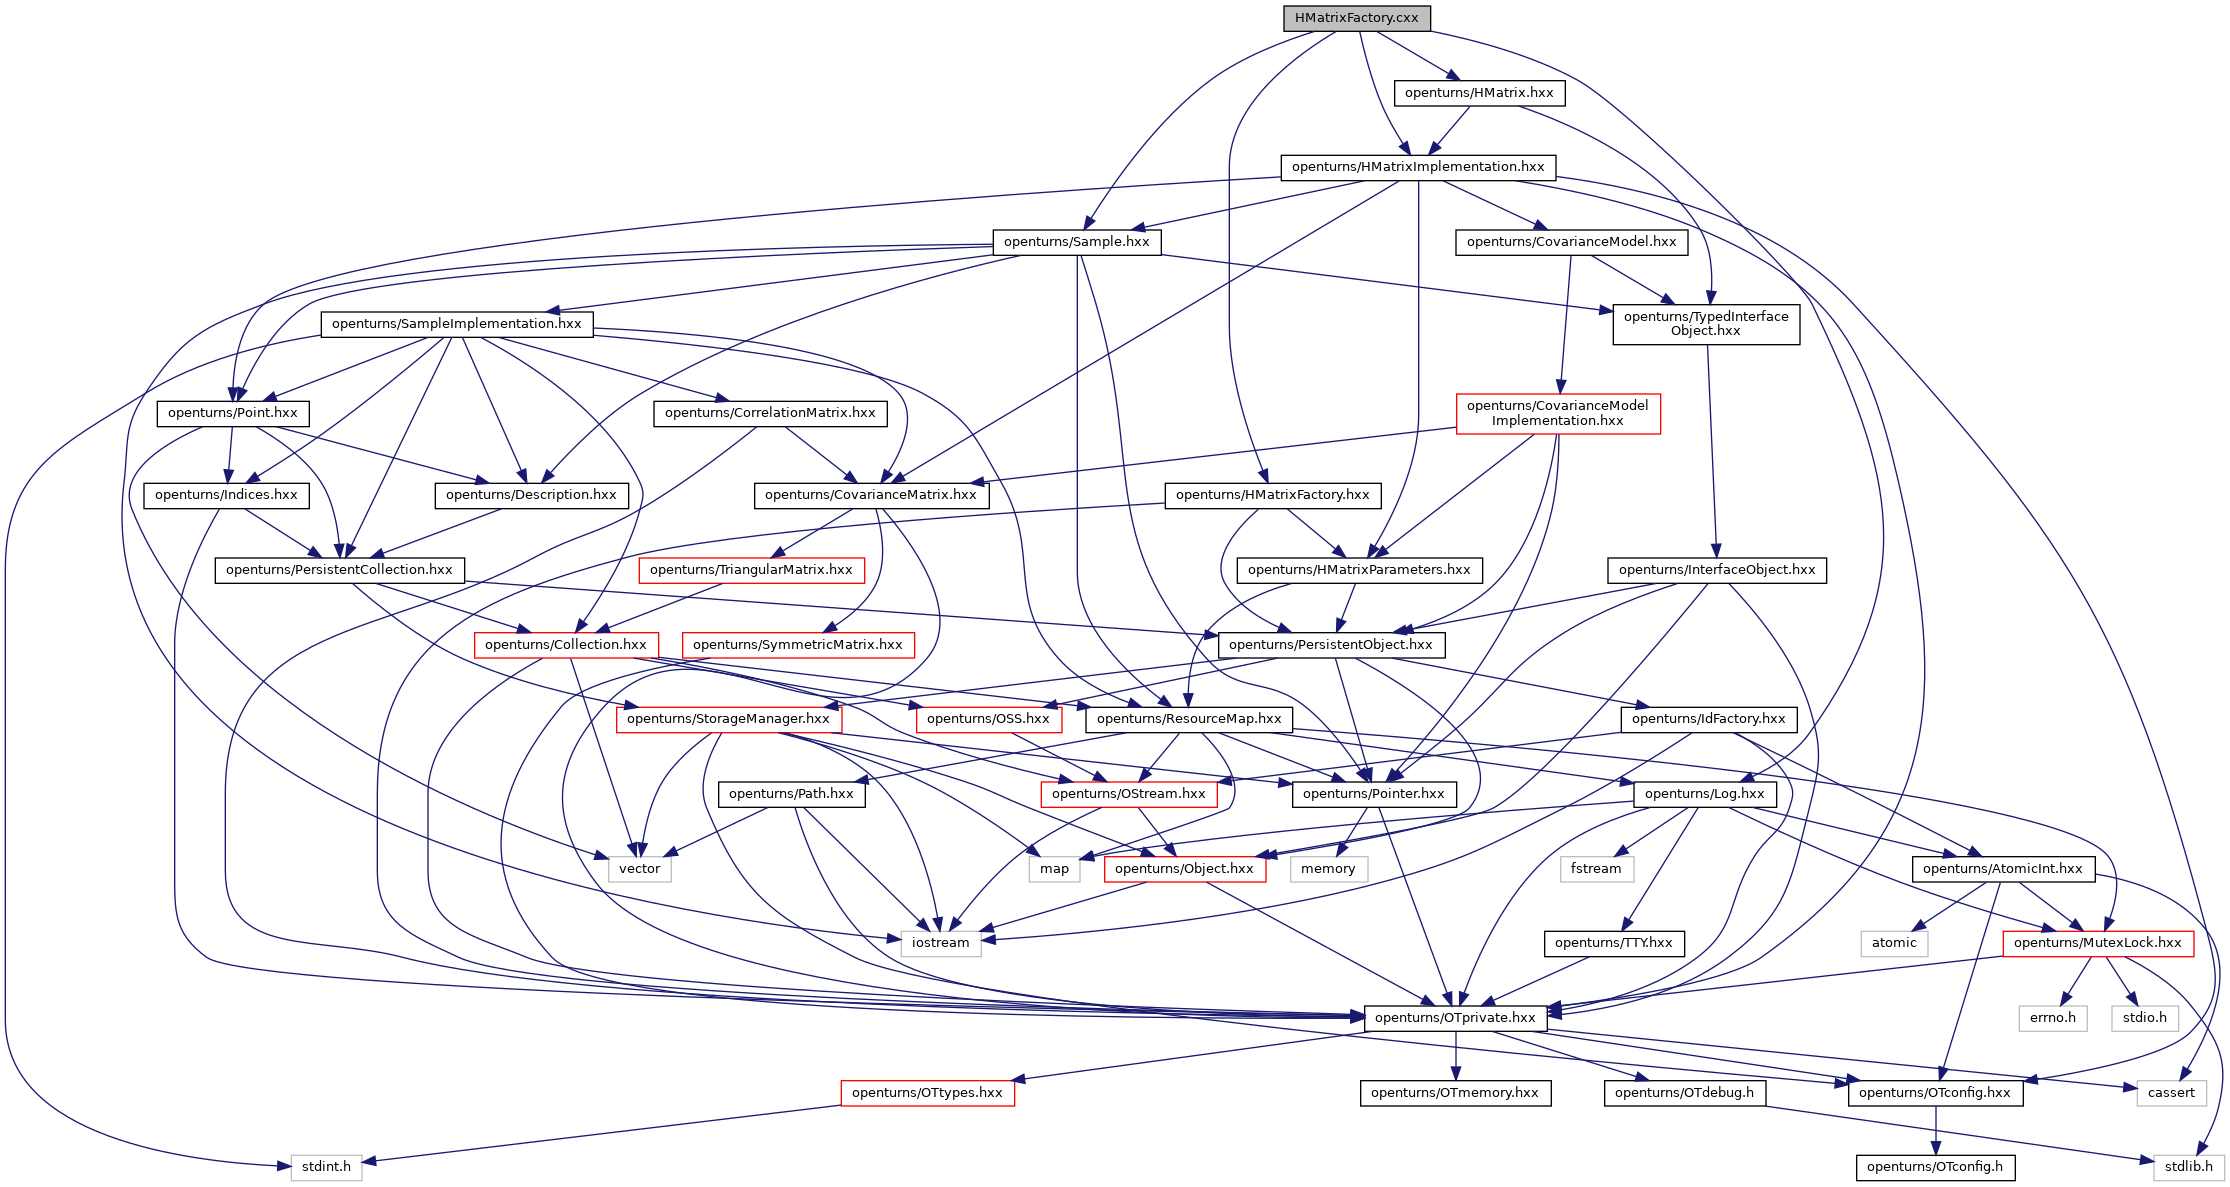 HMatrixFactory.cxx
openturns/HMatrix.hxx
openturns/HMatrixImplementation.hxx
openturns/Sample.hxx
openturns/CovarianceModel.hxx
openturns/SampleImplementation.hxx
openturns/TypedInterface
Object.hxx
openturns/Point.hxx
openturns/CorrelationMatrix.hxx
openturns/CovarianceModel
Implementation.hxx
openturns/Indices.hxx
openturns/Description.hxx
openturns/CovarianceMatrix.hxx
openturns/HMatrixFactory.hxx
openturns/PersistentCollection.hxx
openturns/TriangularMatrix.hxx
openturns/HMatrixParameters.hxx
openturns/InterfaceObject.hxx
openturns/Collection.hxx
openturns/SymmetricMatrix.hxx
openturns/PersistentObject.hxx
openturns/StorageManager.hxx
openturns/OSS.hxx
openturns/ResourceMap.hxx
openturns/IdFactory.hxx
openturns/Path.hxx
openturns/OStream.hxx
openturns/Pointer.hxx
openturns/Log.hxx
vector
map
openturns/Object.hxx
memory
fstream
openturns/AtomicInt.hxx
iostream
openturns/TTY.hxx
atomic
openturns/MutexLock.hxx
openturns/OTprivate.hxx
errno.h
stdio.h
openturns/OTtypes.hxx
openturns/OTmemory.hxx
openturns/OTdebug.h
openturns/OTconfig.hxx
cassert
stdint.h
openturns/OTconfig.h
stdlib.h